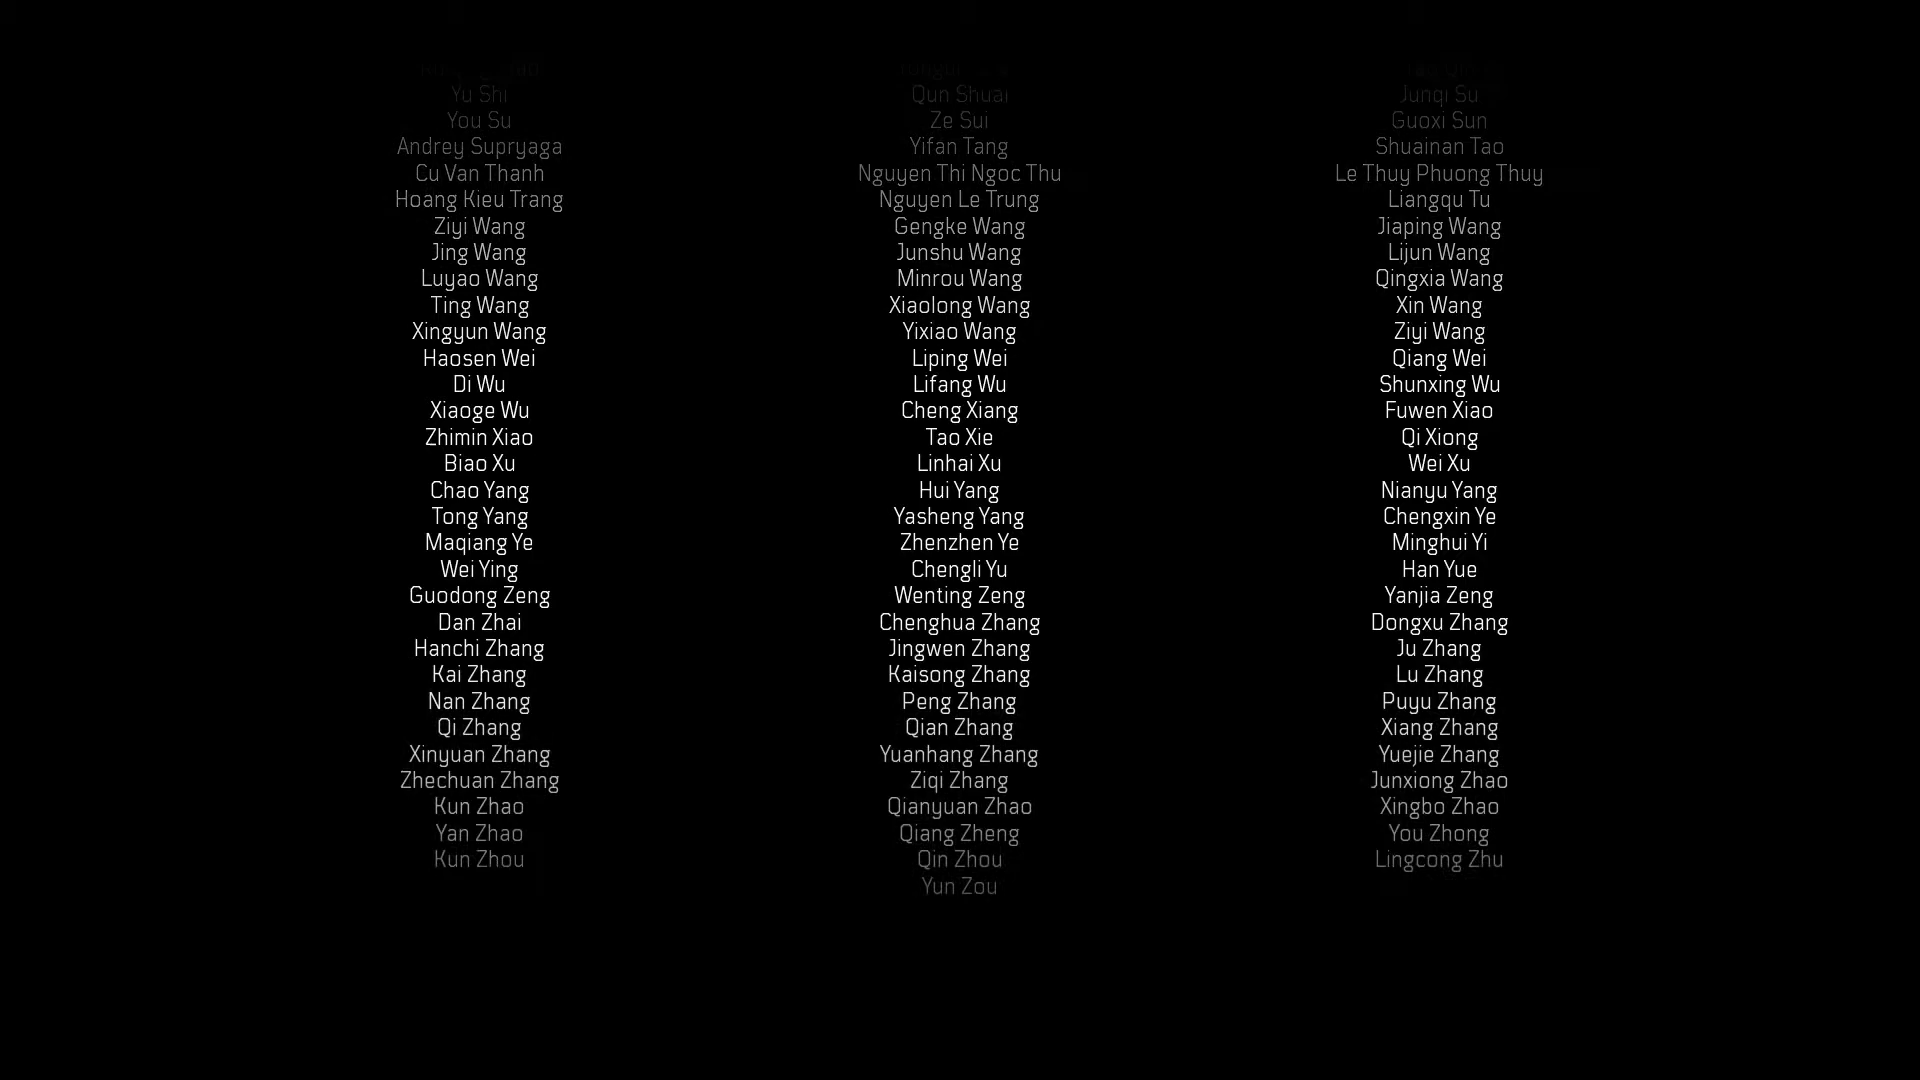 Yu Shi Qun Shuai Junqi Su
You Su Ze Sui Guoxi Sun
Andrey Supryaga Yifan Tang Shuainan Tao
Cu Van Thanh Nguyen Thi Ngoc Thu Le Thuy Phuong Thuy
Hoang Kieu Trang Nguyen Le Trung Liangqu Tu
Ziyi Wang Gengke Wang Jiaping Wang
Jing Wang Junshu Wang Lijun Wang
Luyao Wang Minrou Wang Qingxia Wang
Ting Wang Xiaolong Wang Xin Wang
Xingyun Wang Yixiao Wang Ziyi Wang
Haosen Wei Liping Wei Qiang Wei
Di Wu Lifang Wu Shunxing Wu
Xiaoge Wu Cheng Xiang Fuwen Xiao
Zhimin Xiao Tao Xie Qi Xiong
Biao Xu Linhai Xu Wei Xu
Chao Yang Hui Yang Nianyu Yang
Tong Yang Yasheng Yang Chengxin Ye
Maqiang Ye Zhenzhen Ye Minghui Yi
Wei Ying Chengli Yu Han Yue
Guodong Zeng Wenting Zeng Yanjia Zeng
Dan Zhai Chenghua Zhang Dongxu Zhang
Hanchi Zhang Jingwen Zhang Ju Zhang
Kai Zhang Kaisong Zhang Lu Zhang
Nan Zhang Peng Zhang Puyu Zhang
Qi Zhang Qian Zhang Xiang Zhang
Xinyuan Zhang Yuanhang Zhang Yuejie Zhang
Zhechuan Zhang Ziqi Zhang Junxiong Zhao
Kun Zhao Qianyuan Zhao Xingbo Zhao
Yan Zhao Qiang Zheng You Zhong
Kun Zhou Qin Zhou Lingcong Zhu
Yun Zou